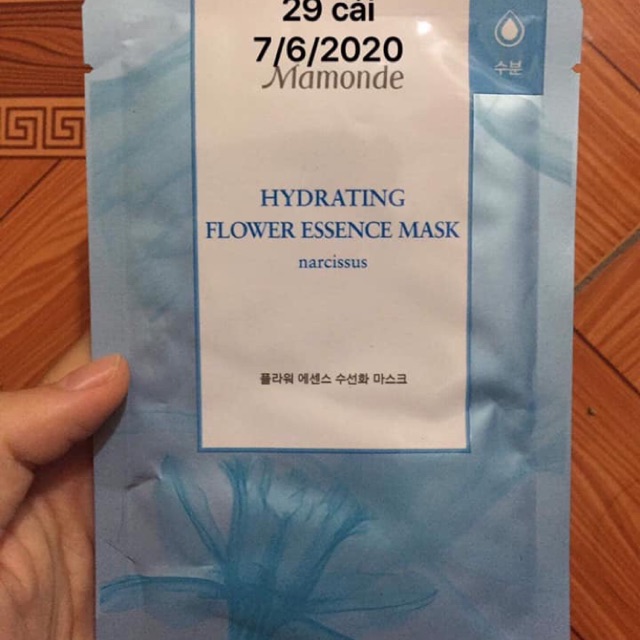 29 cái
7/6/2020
Mamonde
수분
HYDRATING
FLOWER ESSENCE MASK
narcissus
플라워 에센스 수선화 마스크